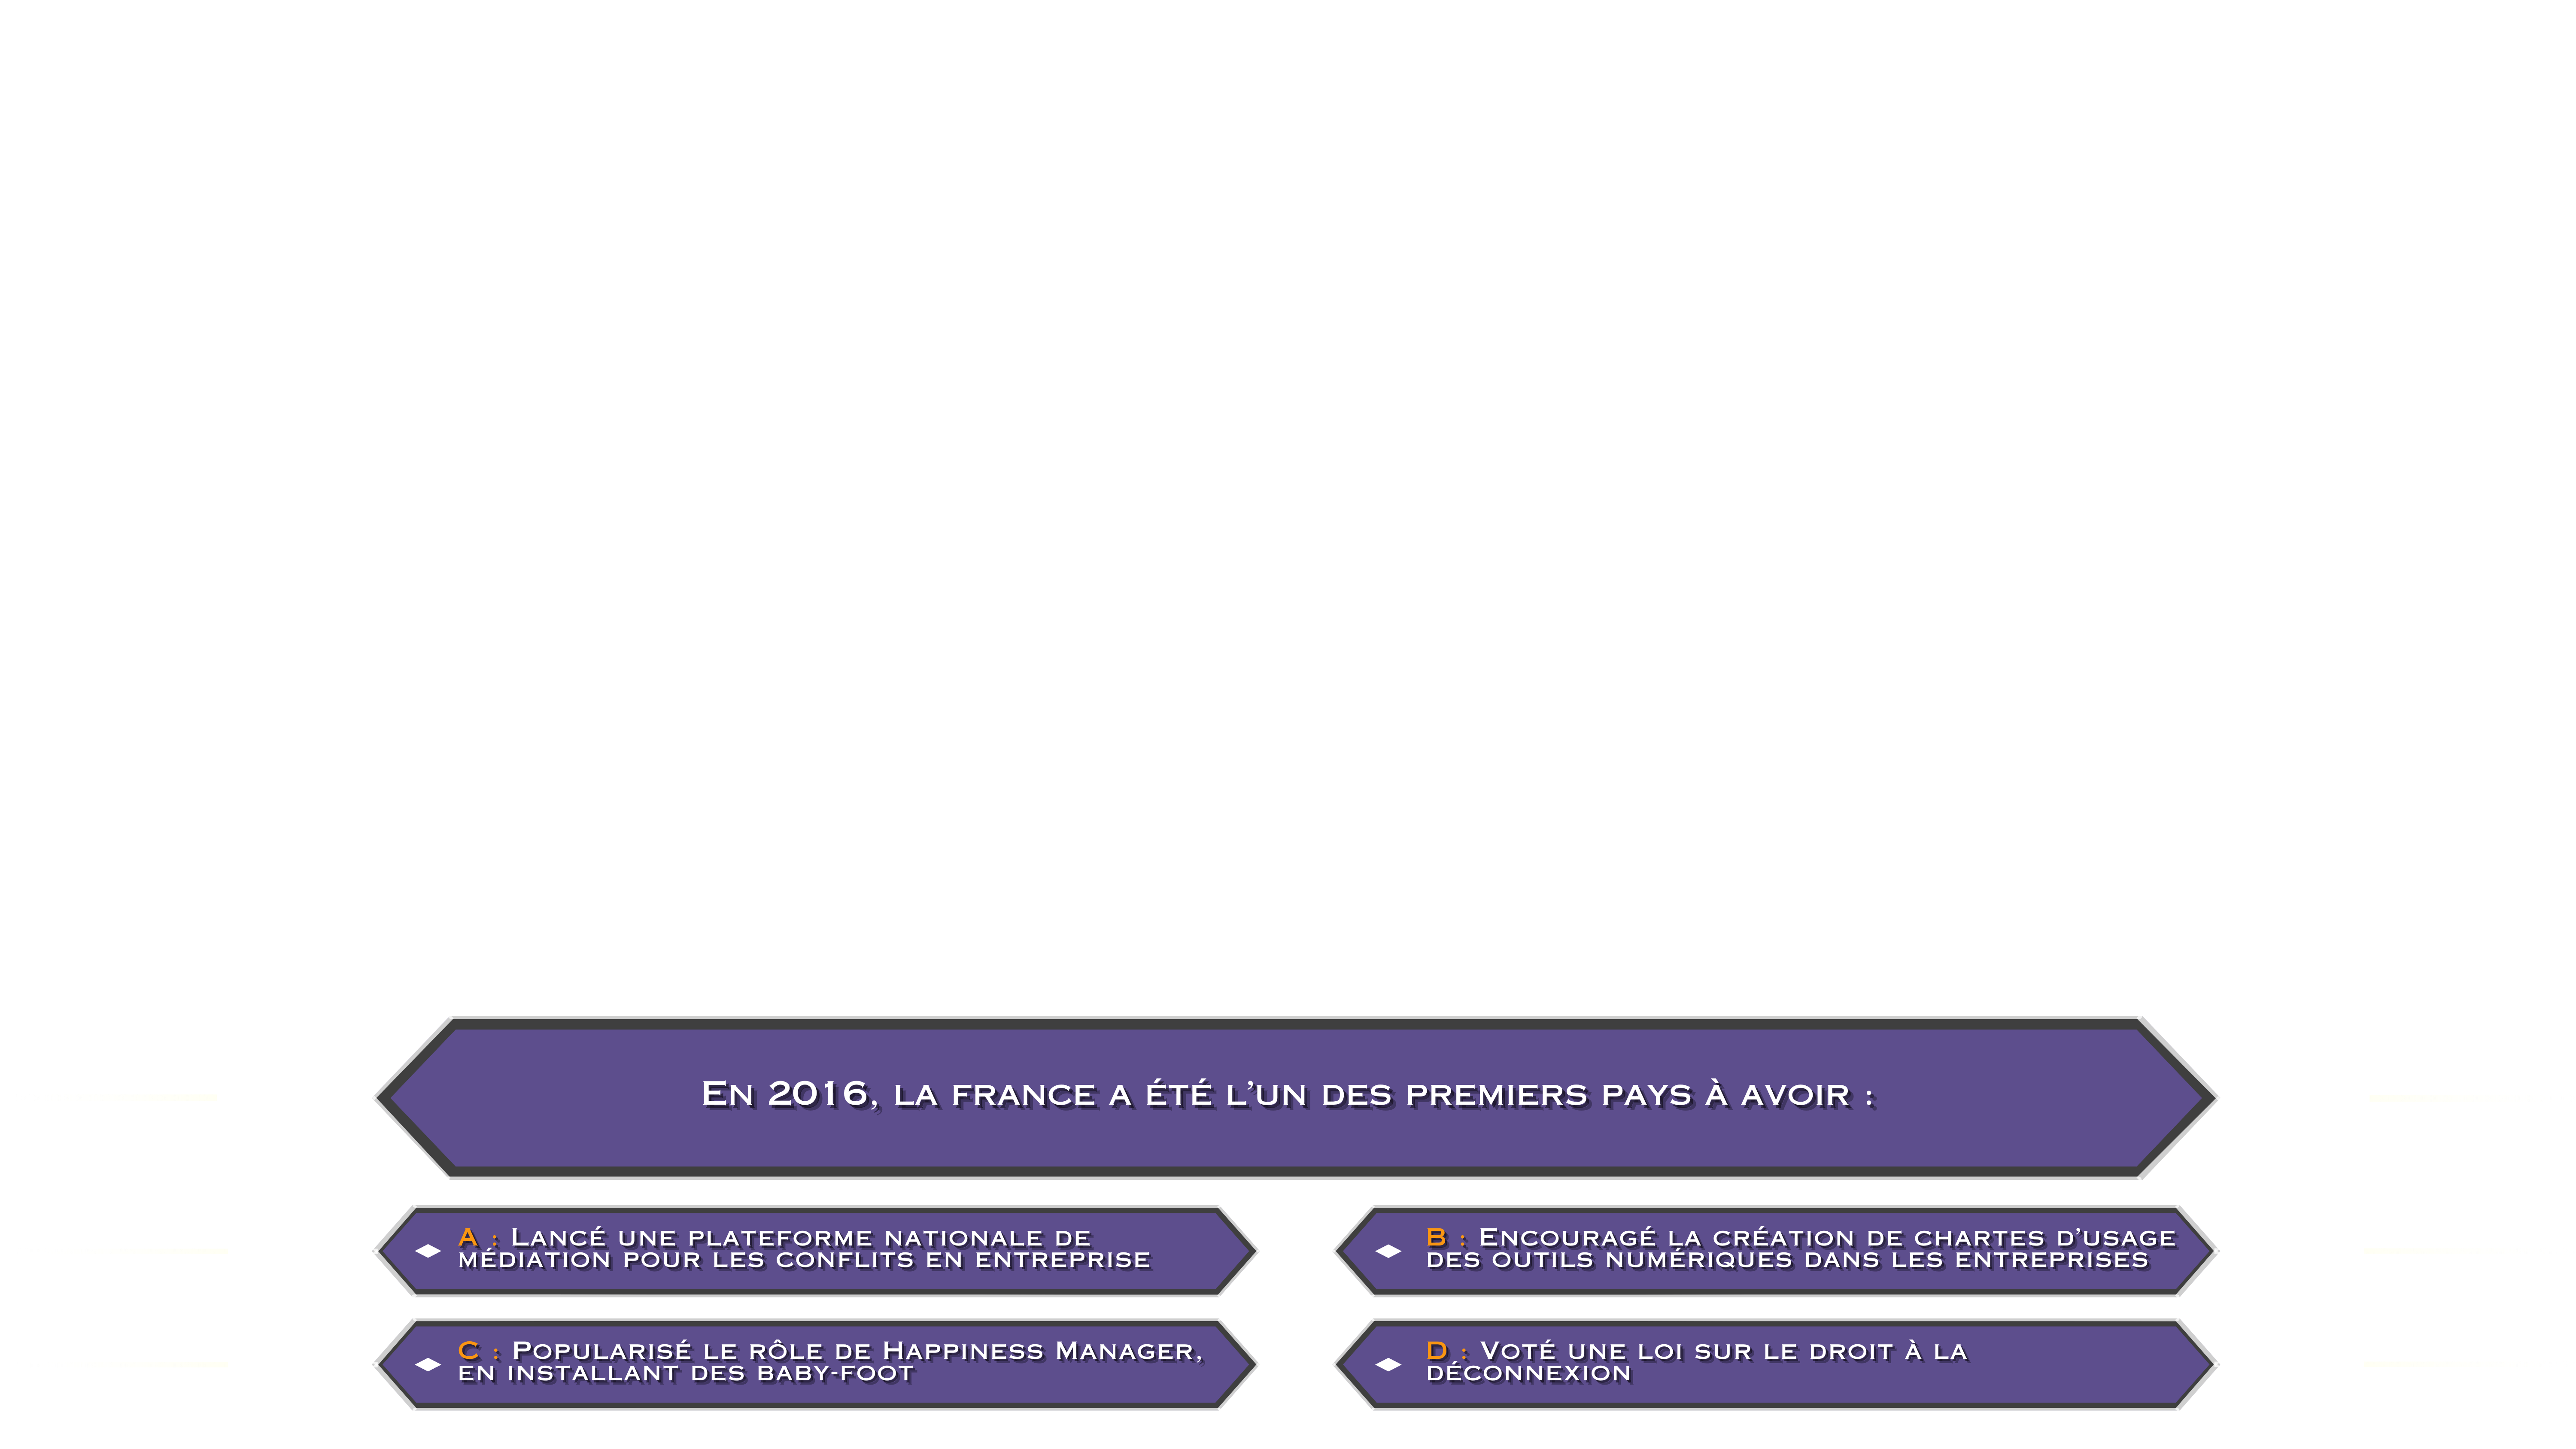 En 2016, la france a été l’un des premiers pays à avoir :
A : Lancé une plateforme nationale de
médiation pour les conflits en entreprise
B : Encouragé la création de chartes d’usage
des outils numériques dans les entreprises
C : Popularisé le rôle de Happiness Manager,
en installant des baby-foot
D : Voté une loi sur le droit à la
déconnexion